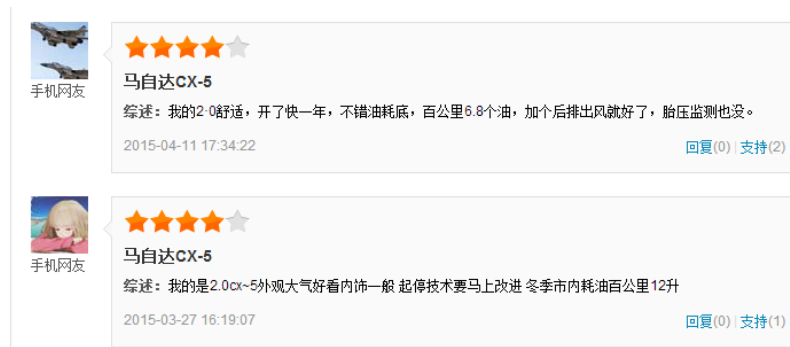 马自达CX-5
手机网友
综述：我的2·0舒适，开了快一年，不错油耗底，百公里6.8个油，加个后排出风就好了，胎压监测也没。
2015-04-11 17:34:22 回复(0) | 支持(2)
马自达CX-5
手机网友
综述：我的是2.0cx~5外观大气好看内饰一般 起停技术要马上改进 冬季市内耗油百公里12升
2015-03-27 16:19:07 回复(0) | 支持(1)